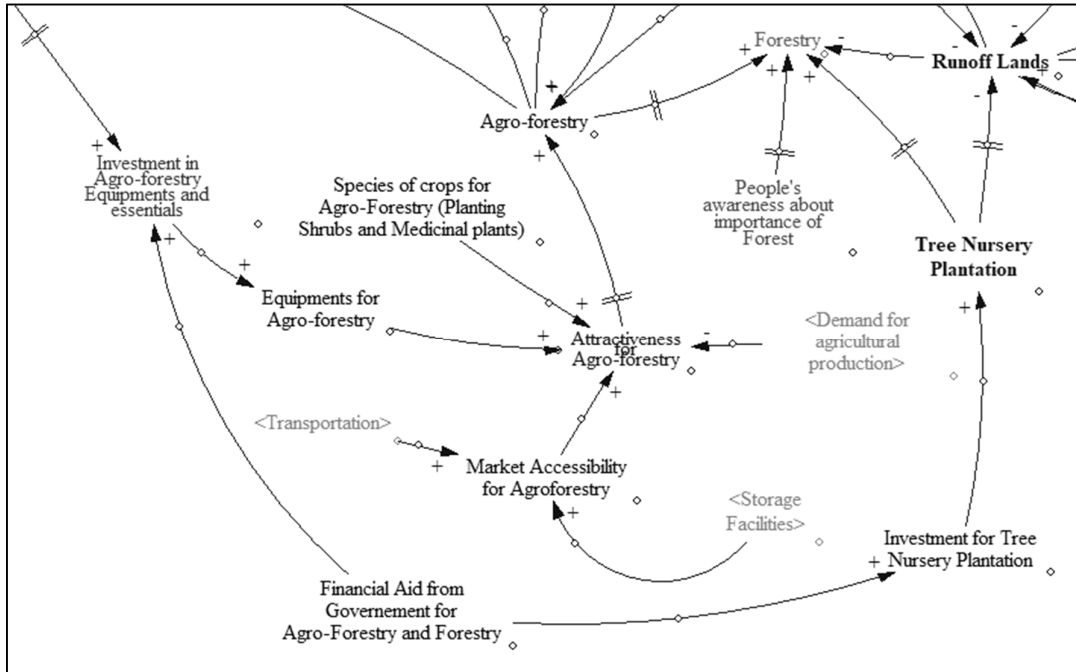 Forestry
Runoff Lands
Agro-forestry
Investment in
Agro-forestry
Equipments and
essentials
Species of crops for
Agro-Forestry (Planting
Shrubs and Medicinal plants)
People's
awareness about
importance of
Forest
Tree Nursery
Plantation
Equipments for
Agro-forestry
Attractiveness
for
Agro-forestry
<Demand for
agricultural
production>
<Transportation>
Market Accessibility
for Agroforestry
<Storage
Facilities>
Investment for Tree
Nursery Plantation
Financial Aid from
Governement for
Agro-Forestry and Forestry